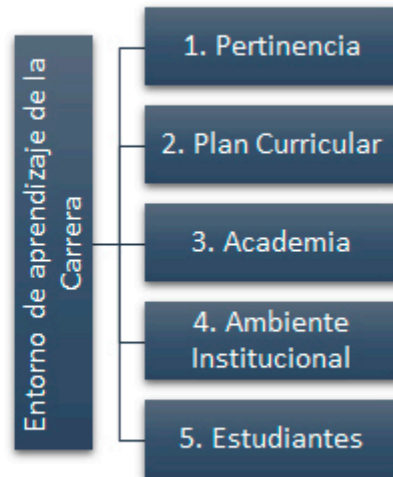 Entorno de aprendizaje de la
Carrera
1. Pertinencia
2. Plan Curricular
3. Academia
4. Ambiente
Institucional
5. Estudiantes